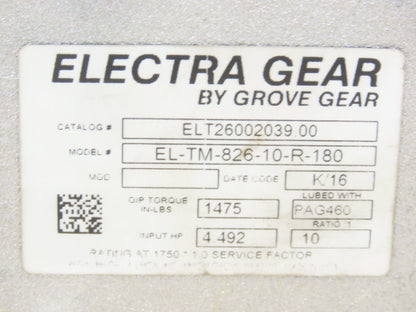 ELECTRA GEAR
BY GROVE GEAR
CATALOG # ELT26002039.00
MODEL # EL-TM-826-10-R-180
MOD DATE CODE K/16
O/P TORQUE IN-LBS 1475 LUBED WITH PAG460
INPUT HP 4.492 RATIO :1 10
RATING AT 1750 * 1.0 SERVICE FACTOR